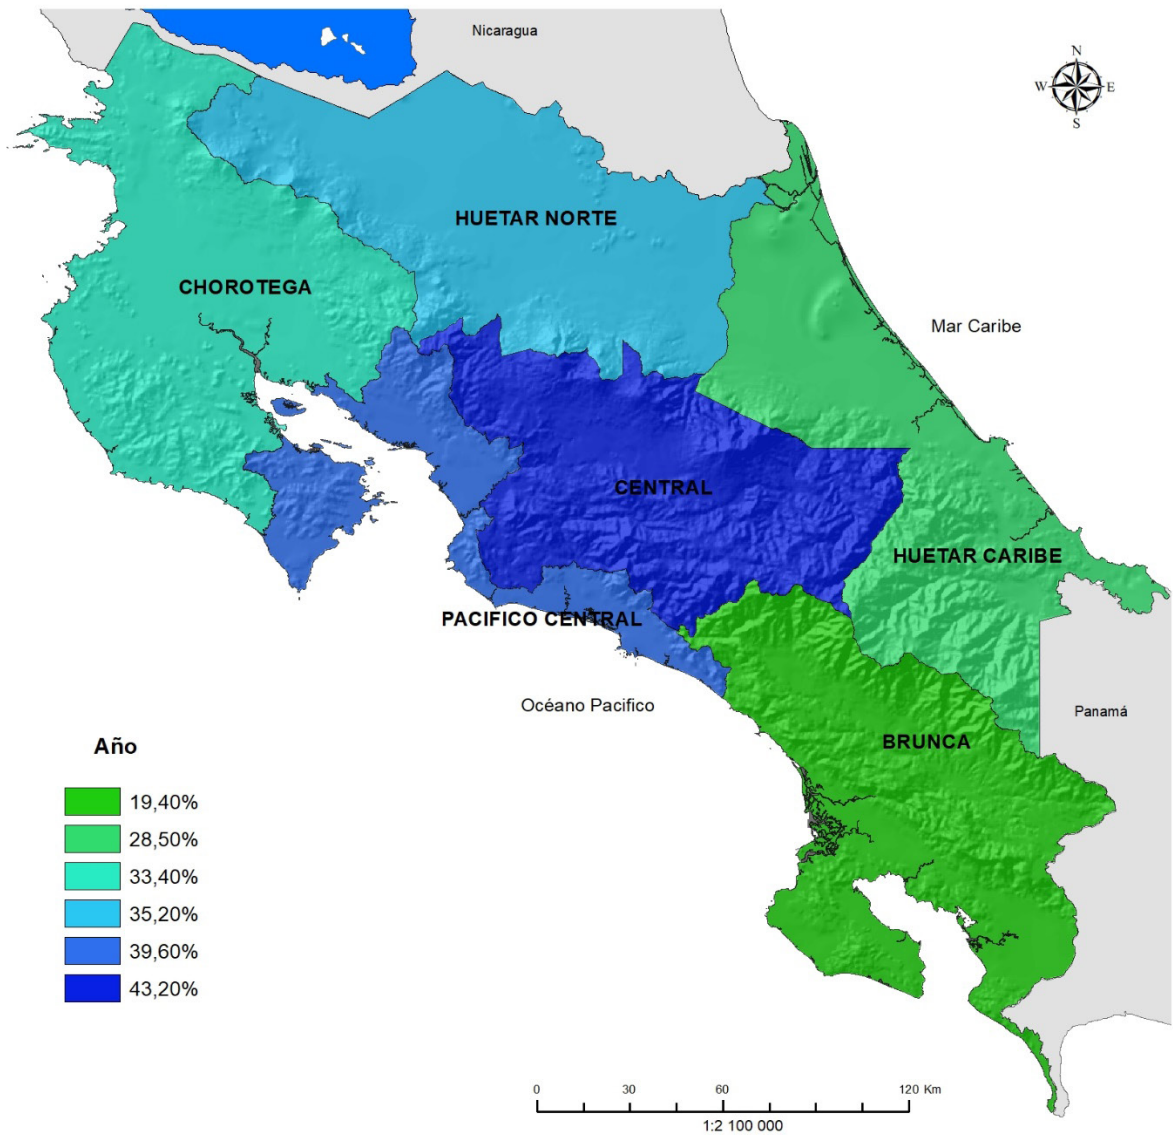 Nicaragua
N
W E
S
HUETAR NORTE
CHOROTEGA
Mar Caribe
CENTRAL
HUETAR CARIBE
PACIFICO CENTRAL
Océano Pacifico
Panamá
BRUNCA
Año
19,40%
28,50%
33,40%
35,20%
39,60%
43,20%
0 30 60 120 Km
1:2 100 000